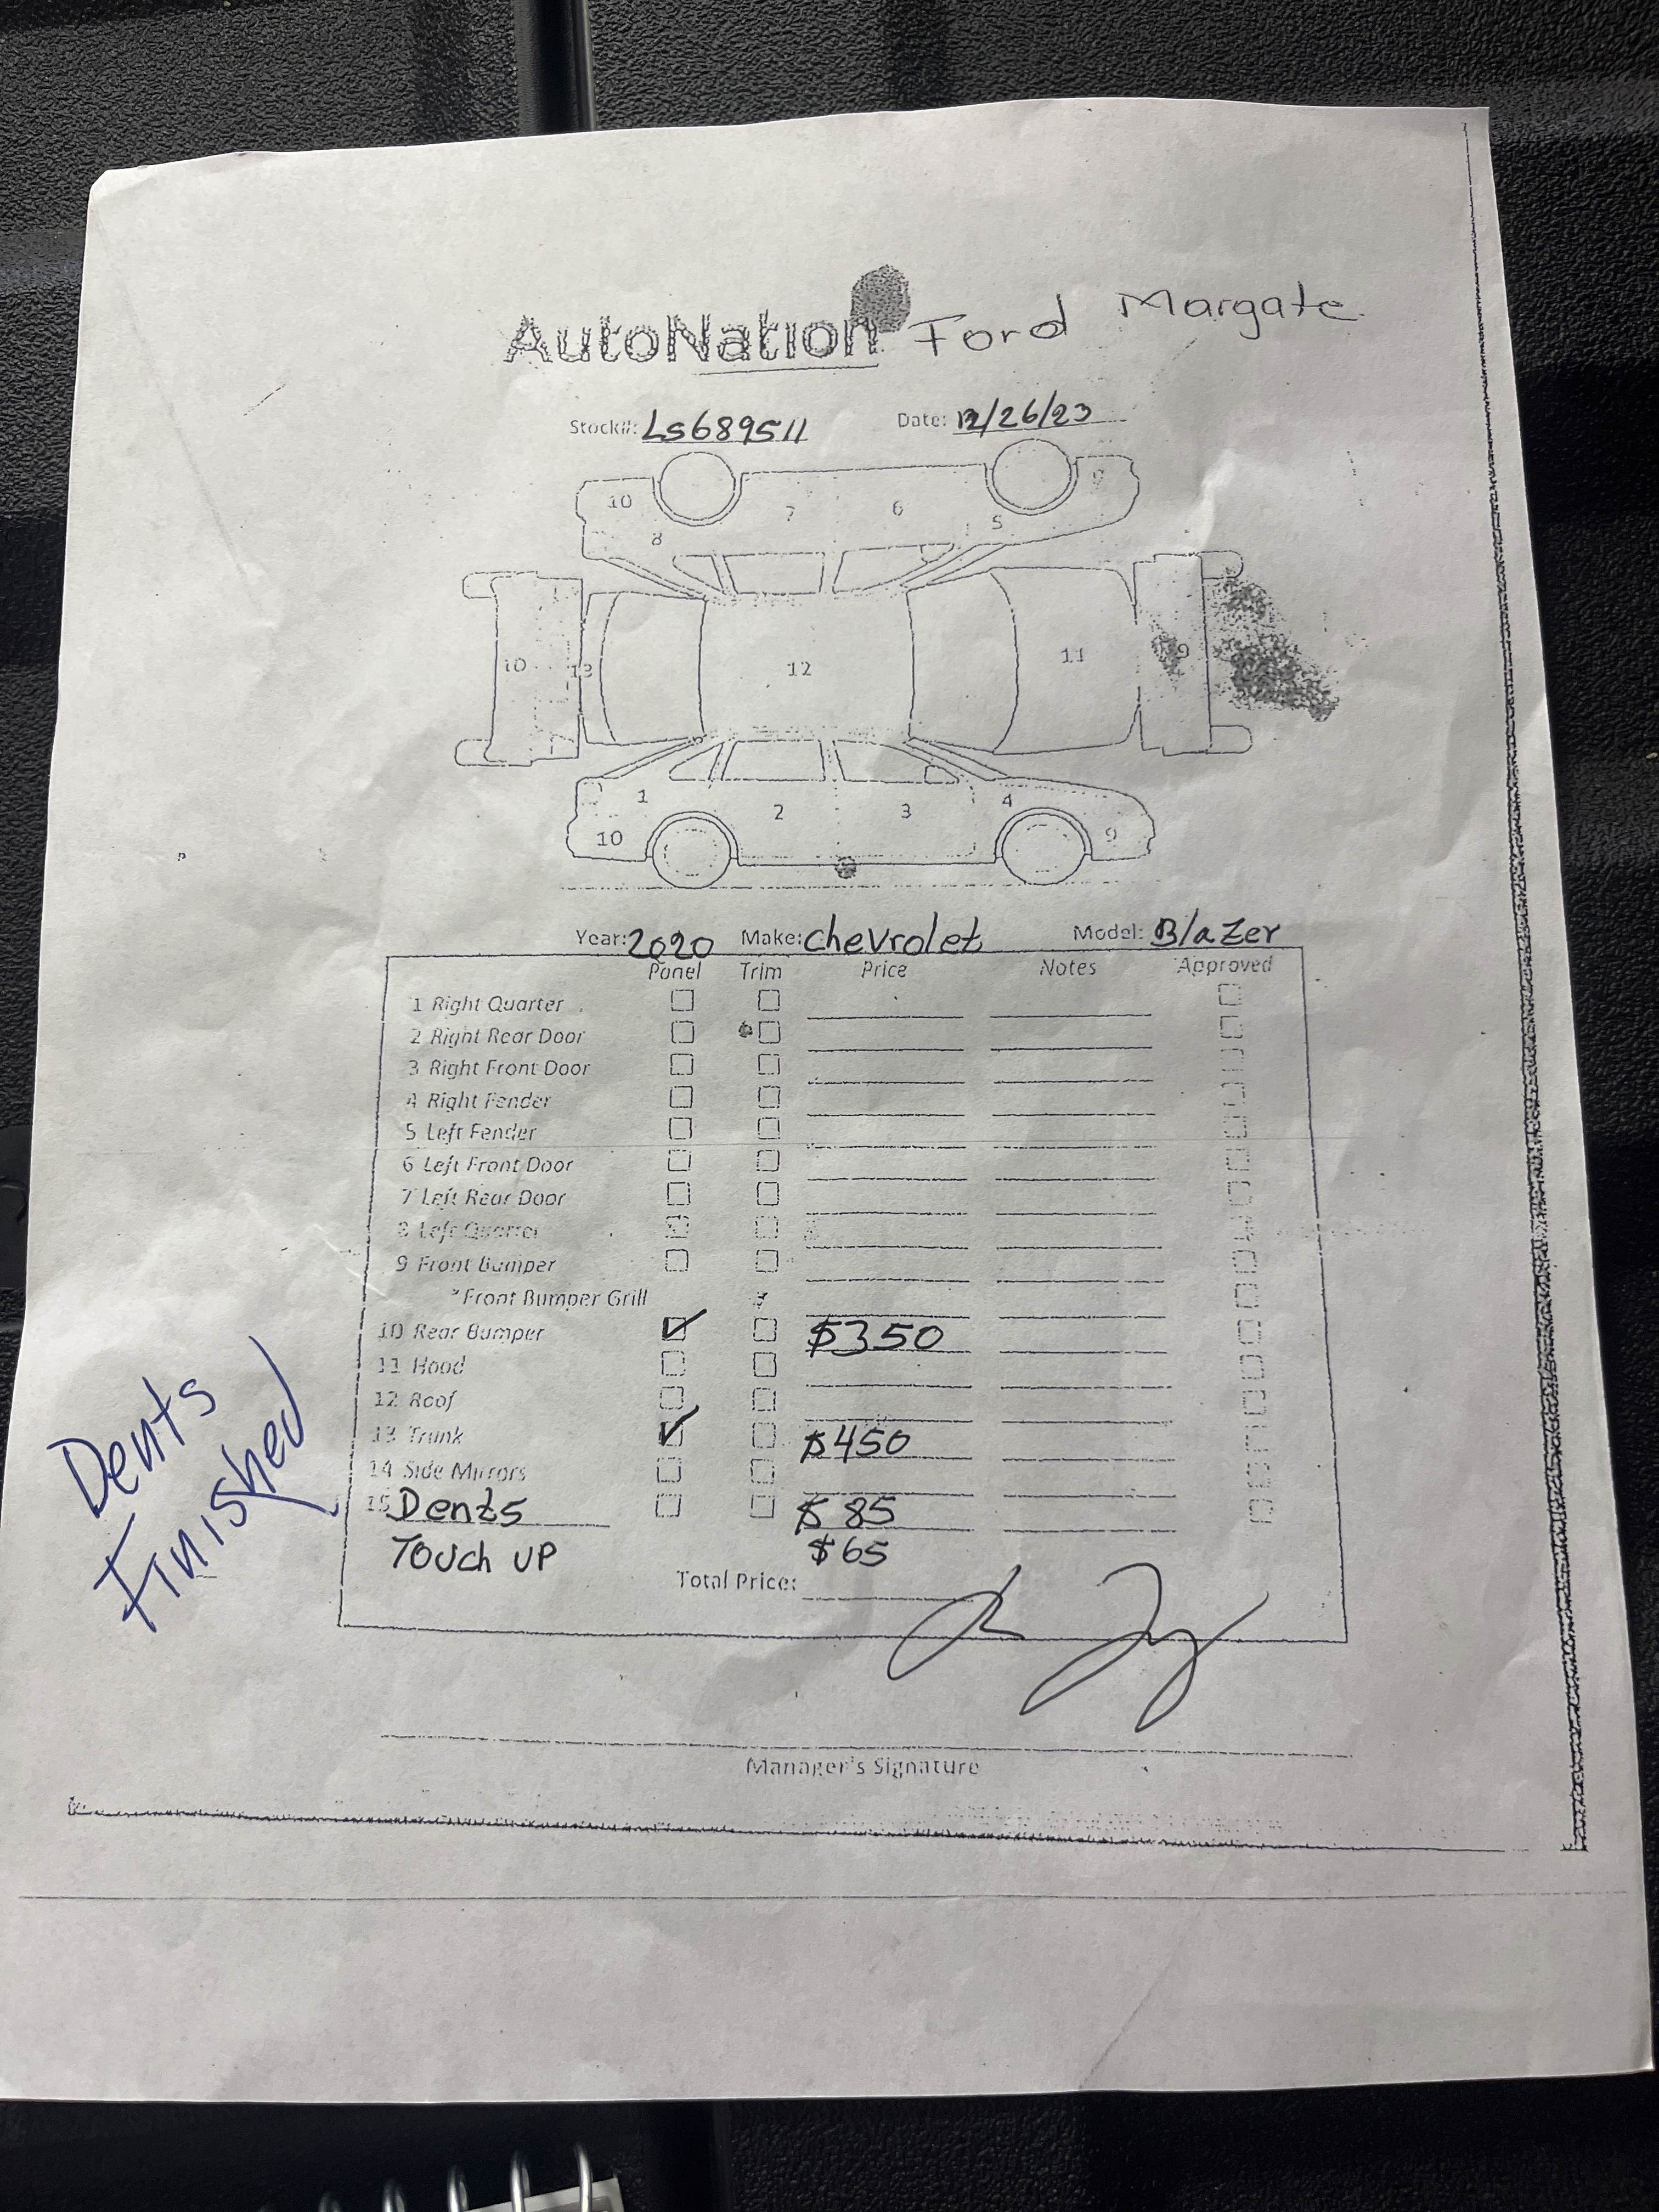 AutoNation Ford Margate
Stock#: LS689511 Date: 12/26/23
10 7 6 5 9
8
10 13 12 11 9
1 2 3 4
10 9
Year: 2020 Make: Chevrolet Model: Blazer
Panel Trim Price Notes Approved
1 Right Quarter
2 Right Rear Door
3 Right Front Door
4 Right Fender
5 Left Fender
6 Left Front Door
7 Left Rear Door
8 Left Quarter
9 Front Bumper
*Front Bumper Grill
10 Rear Bumper $350
11 Hood
12 Roof
13 Trunk $450
14 Side Mirrors
15 Dents $85
Touch UP $65
Total Price:
Manager's Signature
Dents
Finished